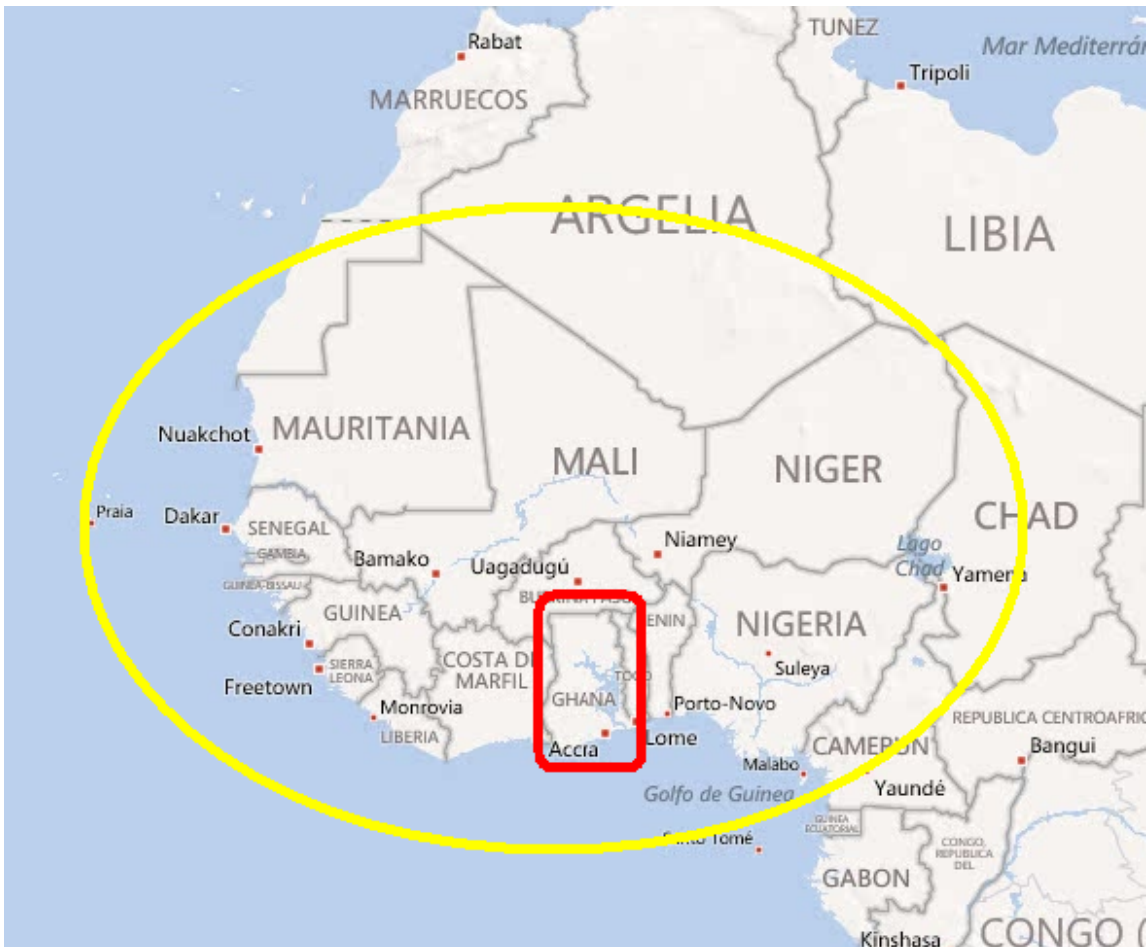 TUNEZ
Rabat
Mar Mediterrán
Tripoli
MARRUECOS
ARGELIA
LIBIA
Nuakchot
MAURITANIA
MALI
NIGER
Praia
Dakar
SENEGAL
CHAD
GAMBIA
Niamey
Lago
Chad
Bamako
Uagadugú
Yamena
GUINEA-BISSAU
BURKINA FASO
GUINEA
BENIN
NIGERIA
Conakri
COSTA DE
MARFIL
SIERRA
LEONA
Suleya
TOGO
Freetown
GHANA
Monrovia
Porto-Novo
REPUBLICA CENTROAFRIC
LIBERIA
Accra
Lome
CAMERUN
Bangui
Malabo
Yaundé
Golfo de Guinea
GUINEA
ECUATORIAL
Santo Tomé
CONGO,
REPUBLICA
DEL
GABON
CONGO (
Kinshasa